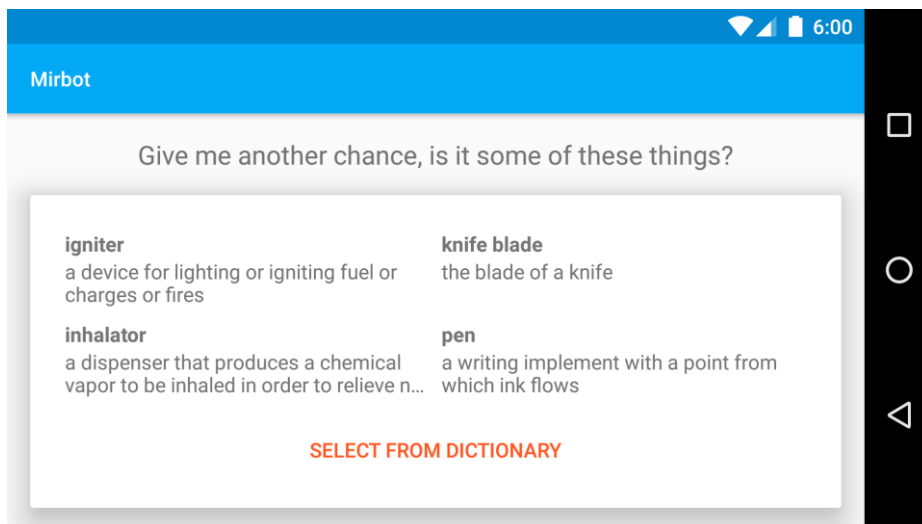 6:00
Mirbot
Give me another chance, is it some of these things?
igniter
a device for lighting or igniting fuel or
charges or fires
knife blade
the blade of a knife
inhalator
a dispenser that produces a chemical
vapor to be inhaled in order to relieve n...
pen
a writing implement with a point from
which ink flows
SELECT FROM DICTIONARY